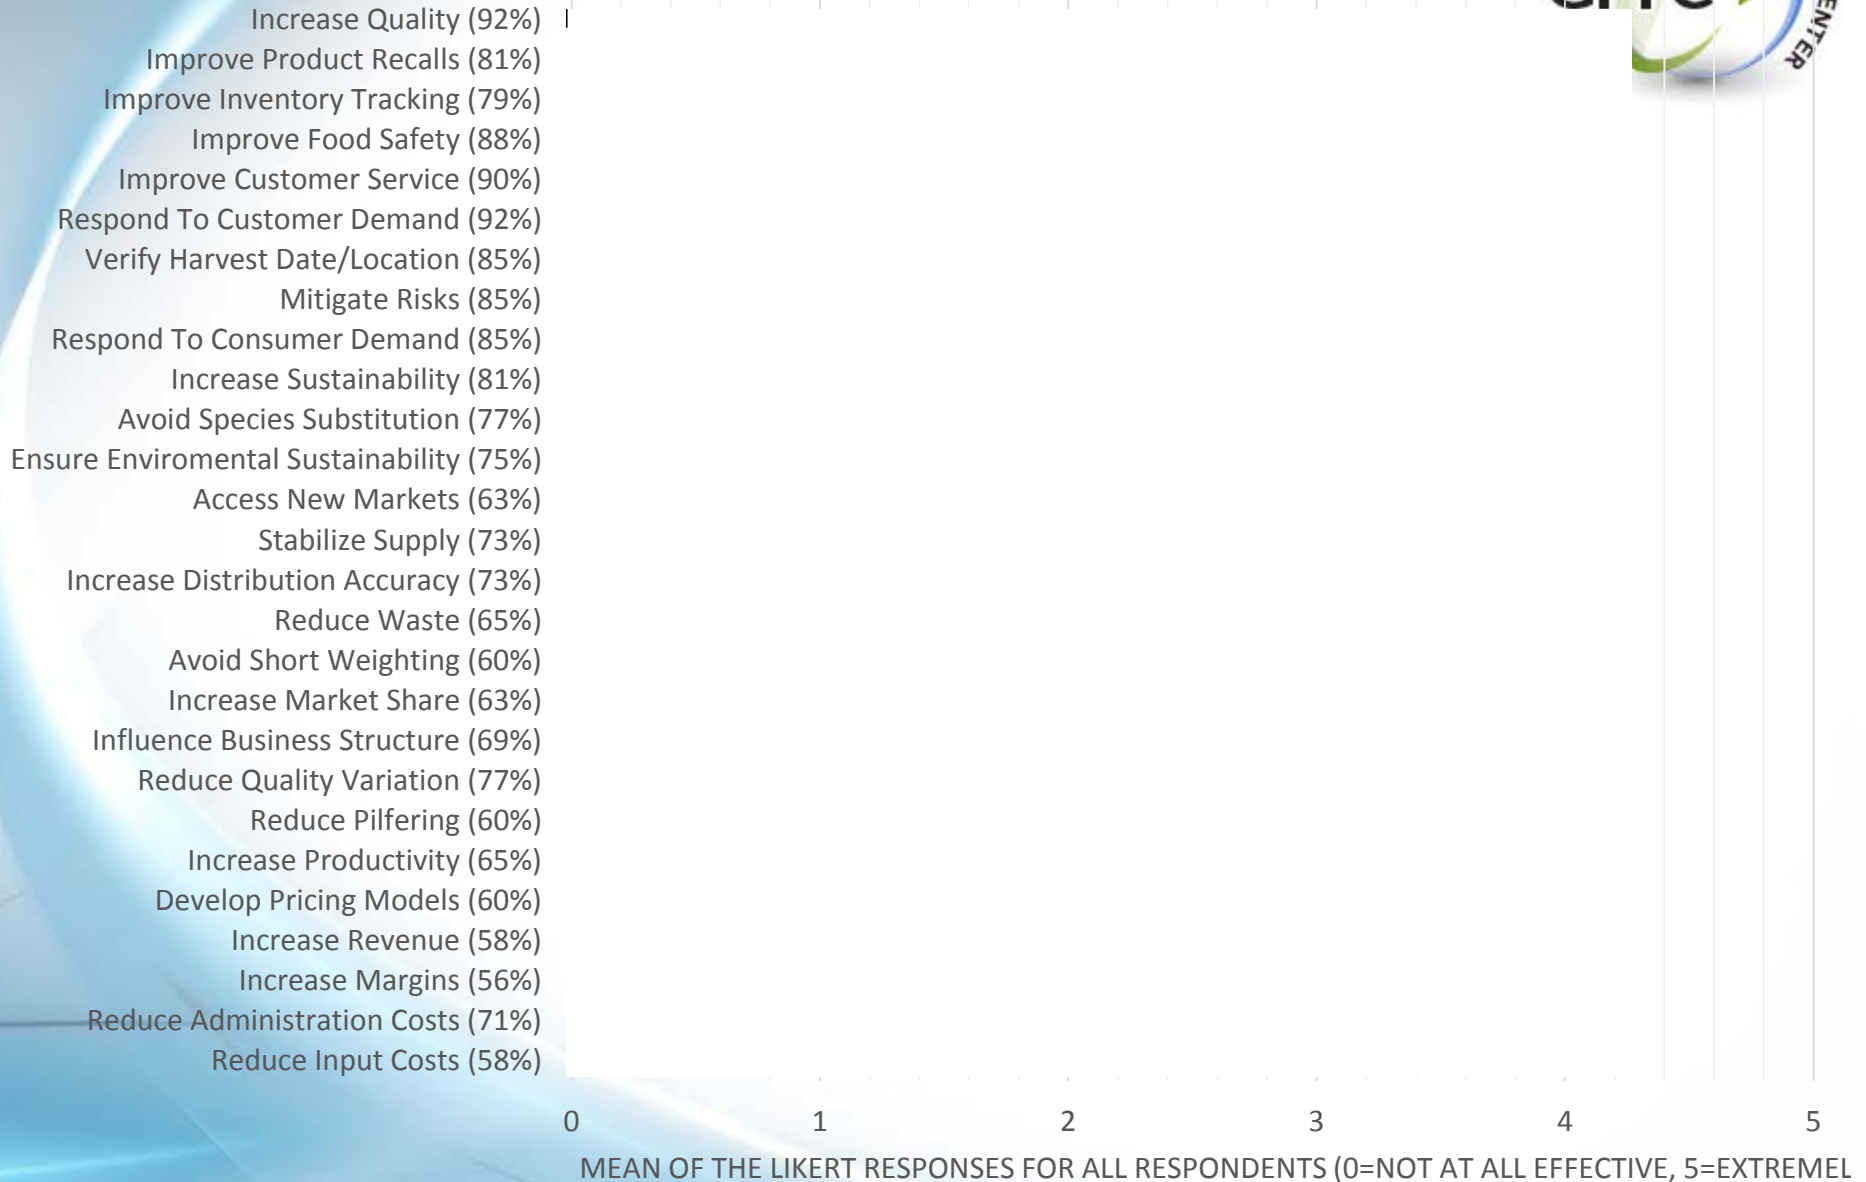 ENTER
Increase Quality (92%)
Improve Product Recalls (81%)
Improve Inventory Tracking (79%)
Improve Food Safety (88%)
Improve Customer Service (90%)
Respond To Customer Demand (92%)
Verify Harvest Date/Location (85%)
Mitigate Risks (85%)
Respond To Consumer Demand (85%)
Increase Sustainability (81%)
Avoid Species Substitution (77%)
Ensure Enviromental Sustainability (75%)
Access New Markets (63%)
Stabilize Supply (73%)
Increase Distribution Accuracy (73%)
Reduce Waste (65%)
Avoid Short Weighting (60%)
Increase Market Share (63%)
Influence Business Structure (69%)
Reduce Quality Variation (77%)
Reduce Pilfering (60%)
Increase Productivity (65%)
Develop Pricing Models (60%)
Increase Revenue (58%)
Increase Margins (56%)
Reduce Administration Costs (71%)
Reduce Input Costs (58%)
0 1 2 3 4 5
MEAN OF THE LIKERT RESPONSES FOR ALL RESPONDENTS (0=NOT AT ALL EFFECTIVE, 5=EXTREMEL